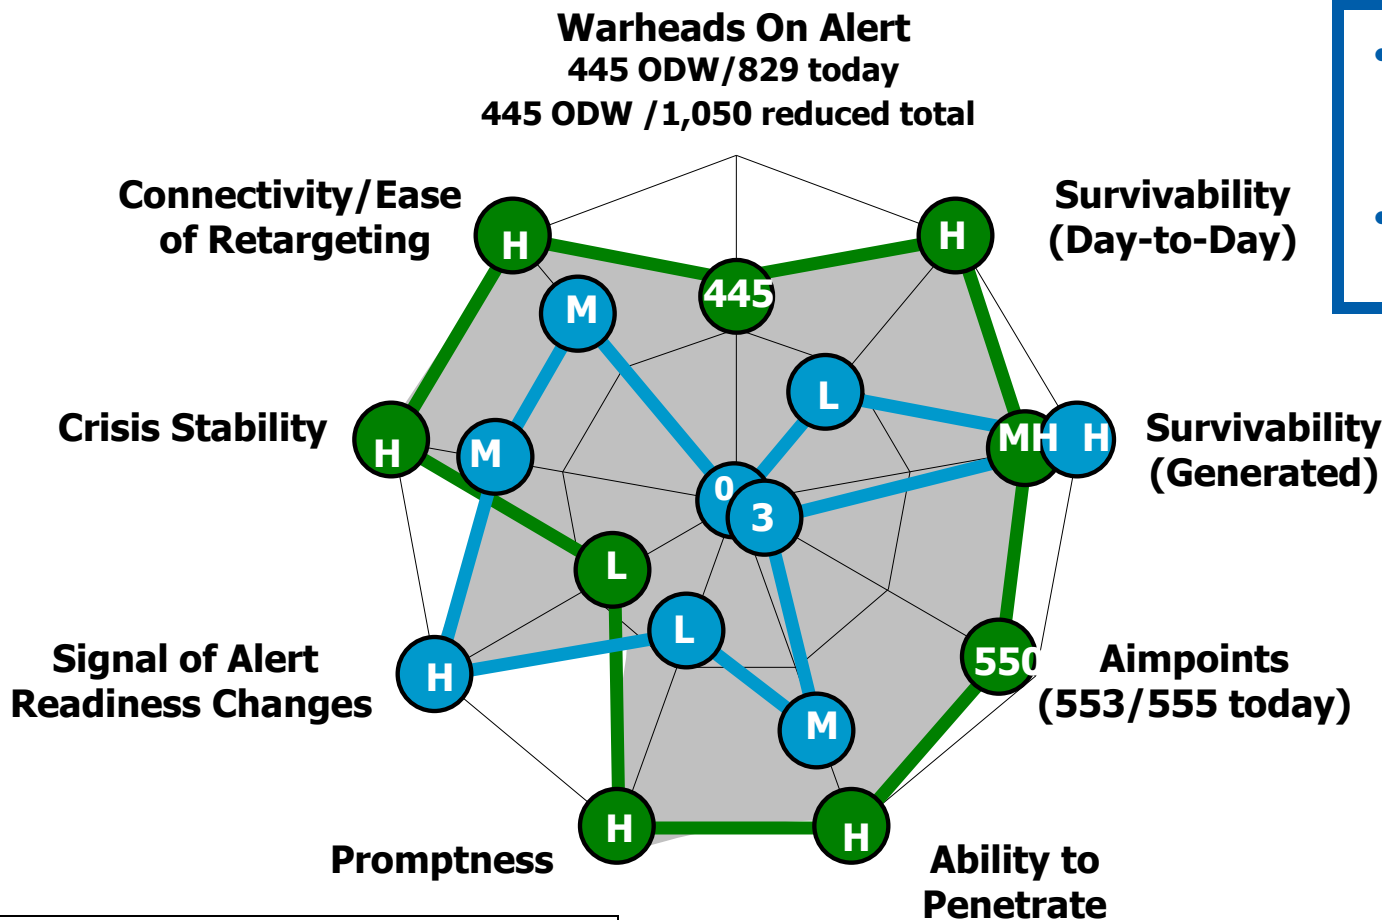 Warheads On Alert
445 ODW/829 today
445 ODW /1,050 reduced total
Connectivity/Ease
of Retargeting
Survivability
(Day-to-Day)
H
H
M
445
L
Crisis Stability
H
M
MH
H
Survivability
(Generated)
0
3
L
L
Signal of Alert
Readiness Changes
H
550
Aimpoints
(553/555 today)
M
H
H
Promptness
Ability to
Penetrate